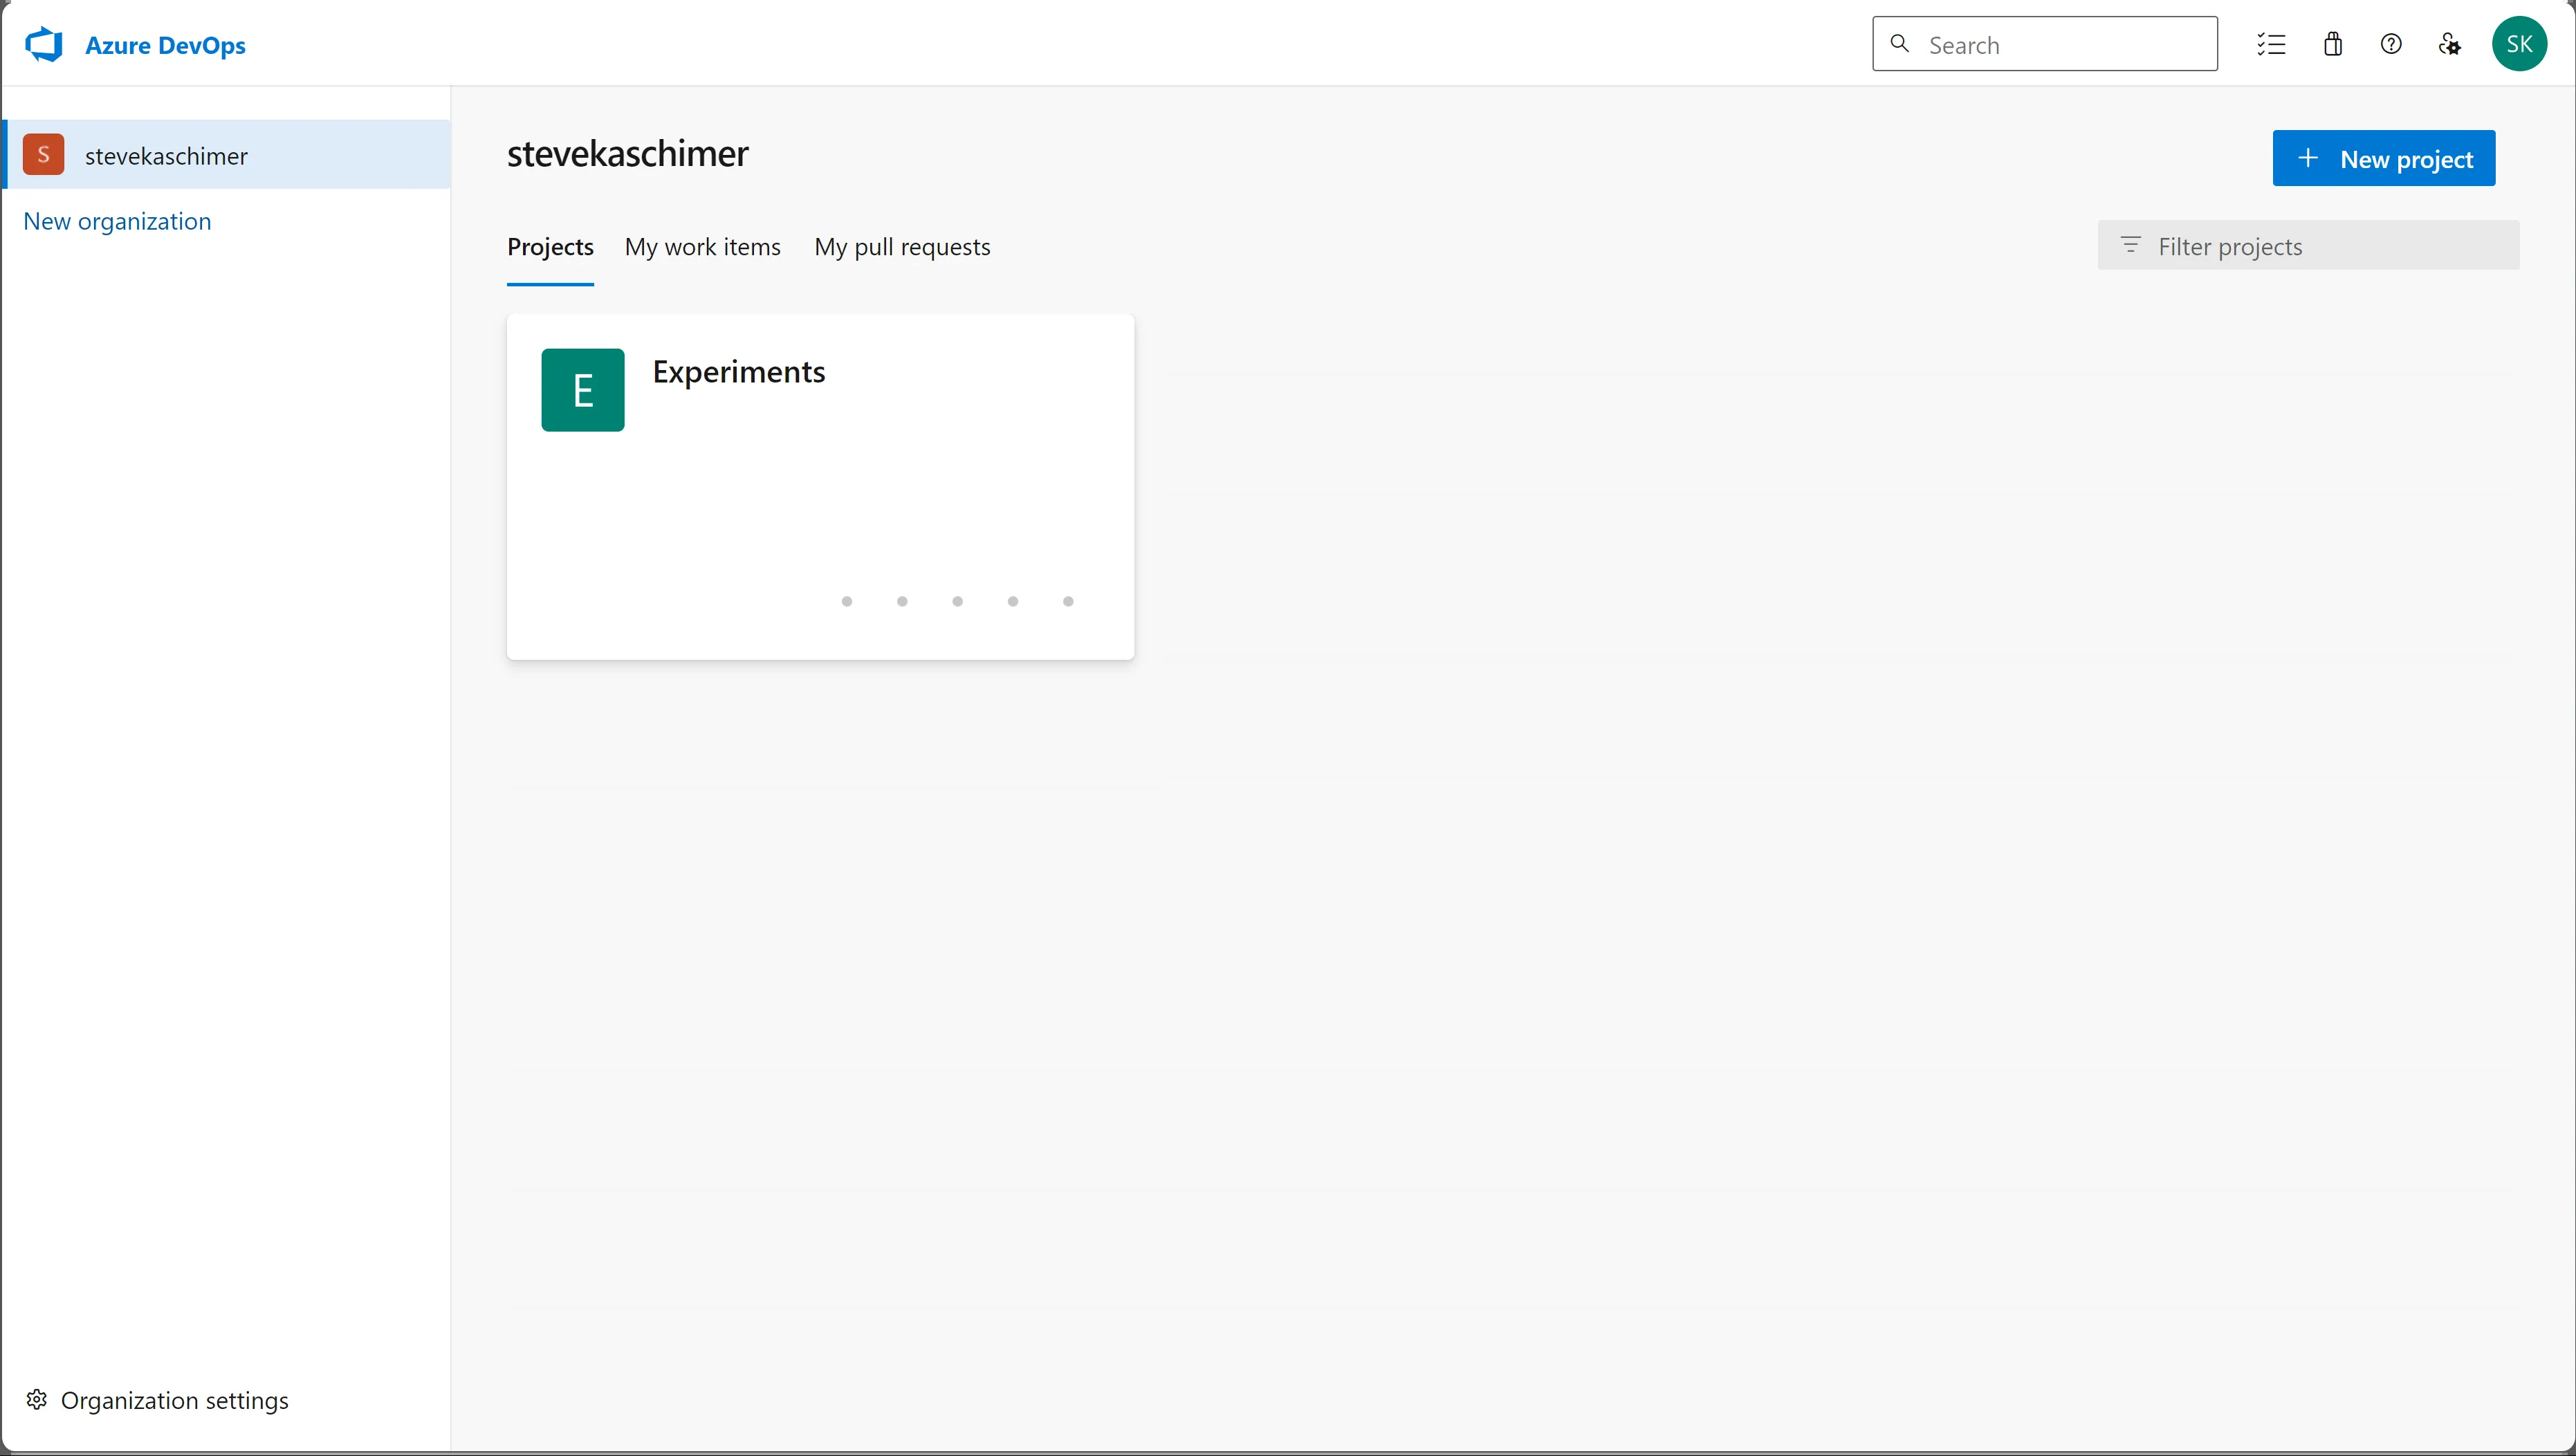 Azure DevOps
Search
SK
S
stevekaschimer
New organization
stevekaschimer
New project
Projects
My work items
My pull requests
Filter projects
E
Experiments
Organization settings